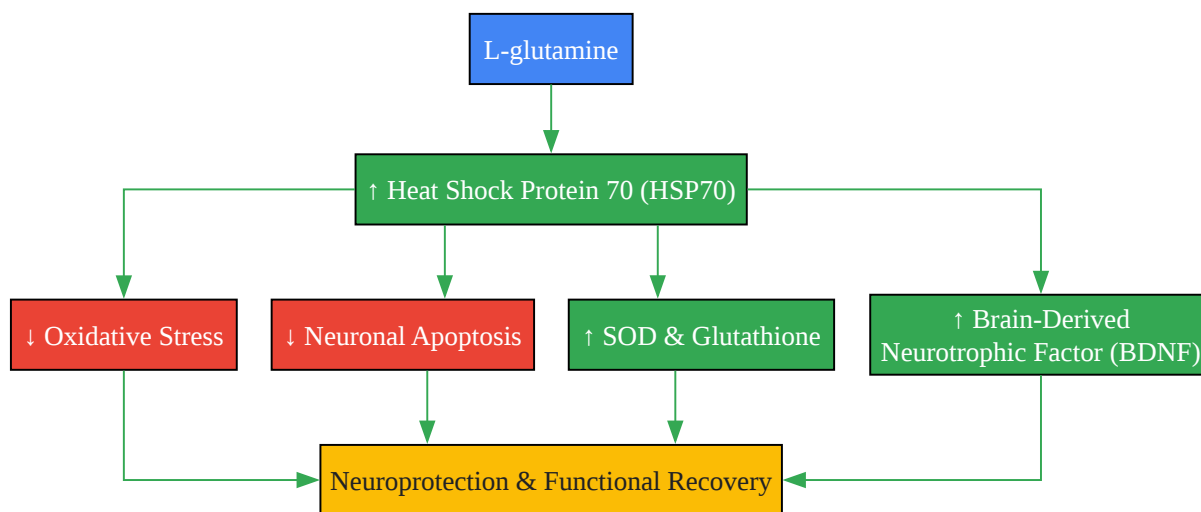 L-glutamine
↑ Heat Shock Protein 70 (HSP70)
↓ Oxidative Stress
↓ Neuronal Apoptosis
↑ SOD & Glutathione
↑ Brain-Derived
Neurotrophic Factor (BDNF)
Neuroprotection & Functional Recovery